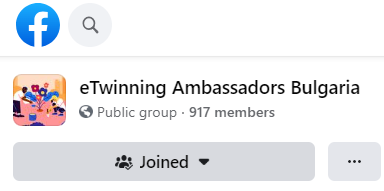 eTwinning Ambassadors Bulgaria
Public group · 917 members
Joined